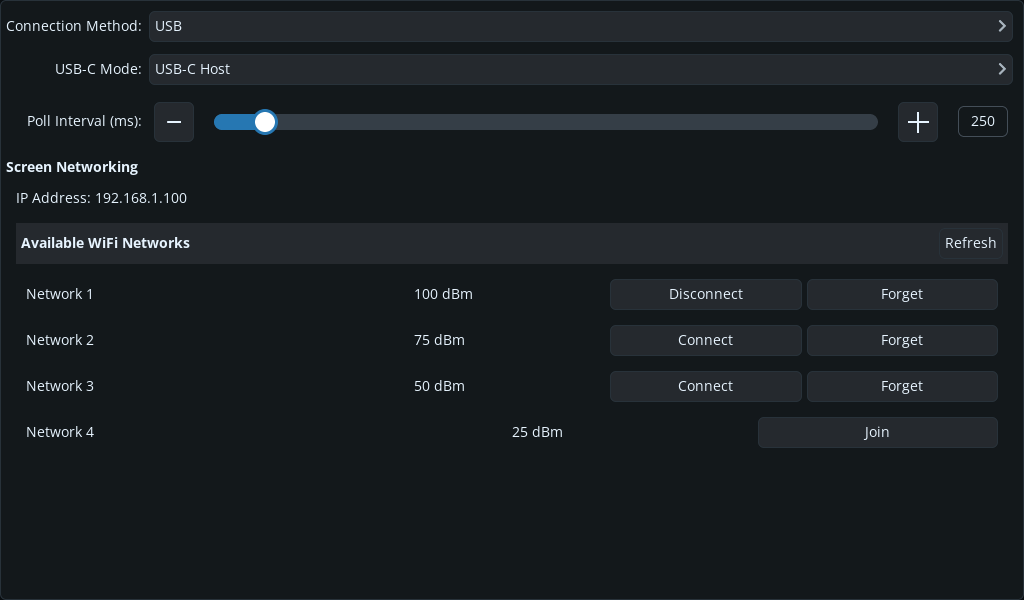 Connection Method: USB
USB-C Mode: USB-C Host
Poll Interval (ms): 250
Screen Networking
IP Address: 192.168.1.100
Available WiFi Networks Refresh
Network 1 100 dBm Disconnect Forget
Network 2 75 dBm Connect Forget
Network 3 50 dBm Connect Forget
Network 4 25 dBm Join